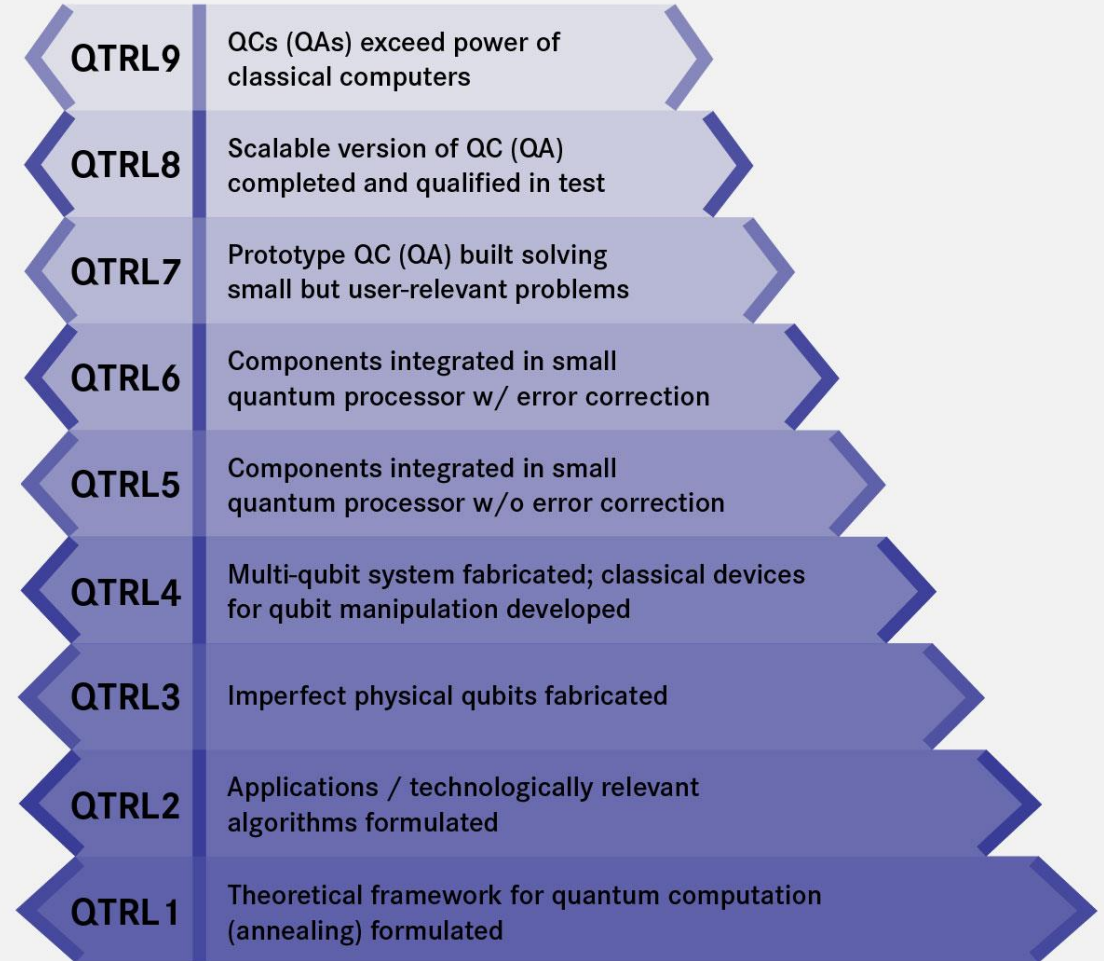 QTRL9
QCs (QAs) exceed power of
classical computers
QTRL8
Scalable version of QC (QA)
completed and qualified in test
QTRL7
Prototype QC (QA) built solving
small but user-relevant problems
QTRL6
Components integrated in small
quantum processor w/ error correction
QTRL5
Components integrated in small
quantum processor w/o error correction
QTRL4
Multi-qubit system fabricated; classical devices
for qubit manipulation developed
QTRL3
Imperfect physical qubits fabricated
QTRL2
Applications / technologically relevant
algorithms formulated
QTRL1
Theoretical framework for quantum computation
(annealing) formulated